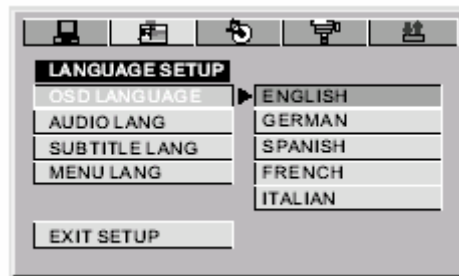 LANGUAGE SETUP
OSD LANGUAGE
AUDIO LANG
SUBTITLE LANG
MENU LANG
ENGLISH
GERMAN
SPANISH
FRENCH
ITALIAN
EXIT SETUP